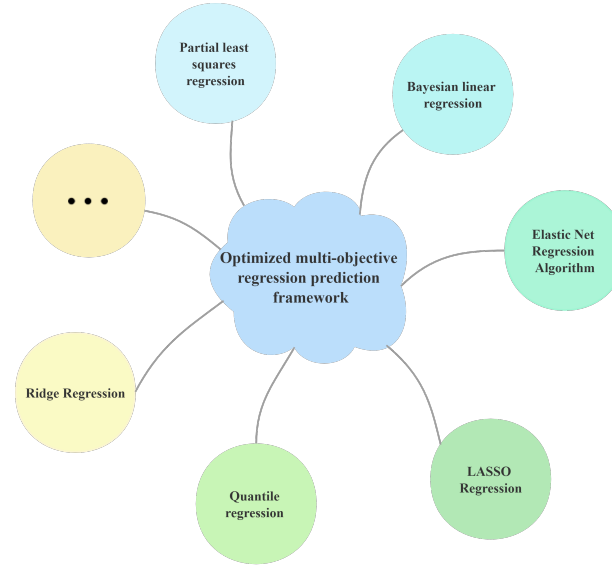 Partial least
squares
regression
Bayesian linear
regression
• • •
Optimized multi-objective
regression prediction
framework
Elastic Net
Regression
Algorithm
Ridge Regression
Quantile
regression
LASSO
Regression